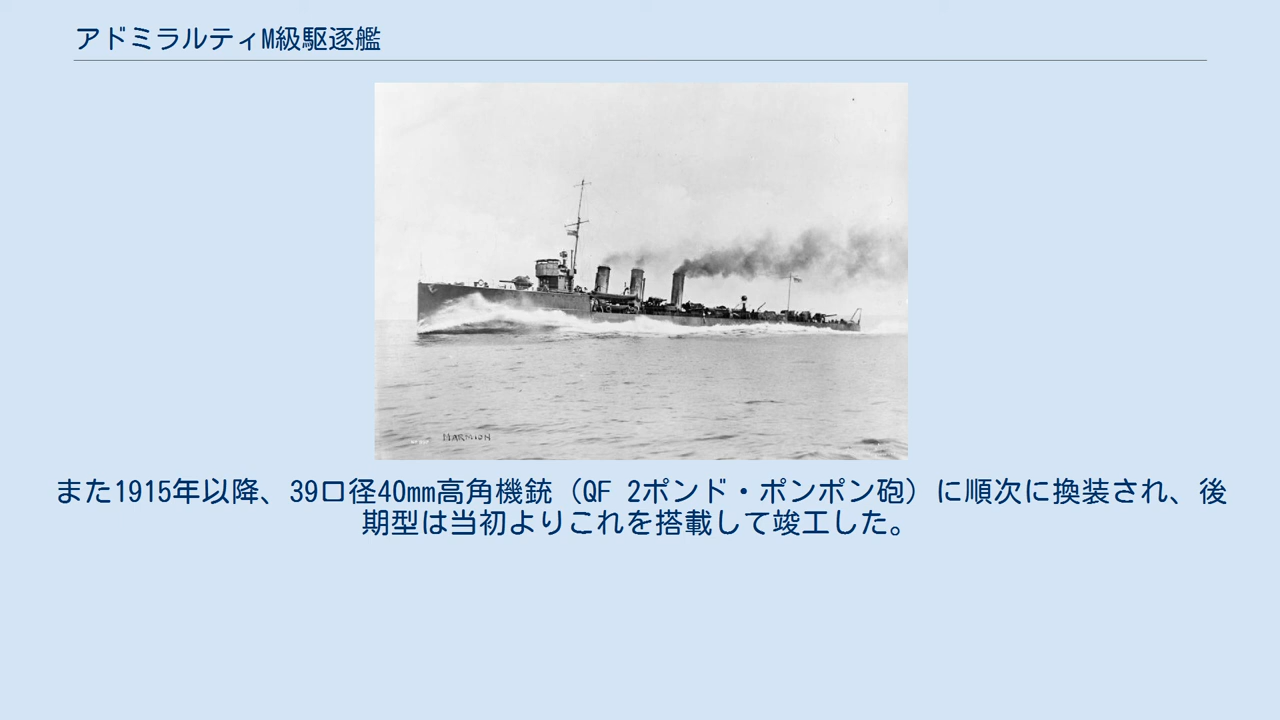 アドミラルティM級駆逐艦
MARMION
また1915年以降、39口径40mm高角機銃（QF 2ポンド・ポンポン砲）に順次に換装され、後
期型は当初よりこれを搭載して竣工した。